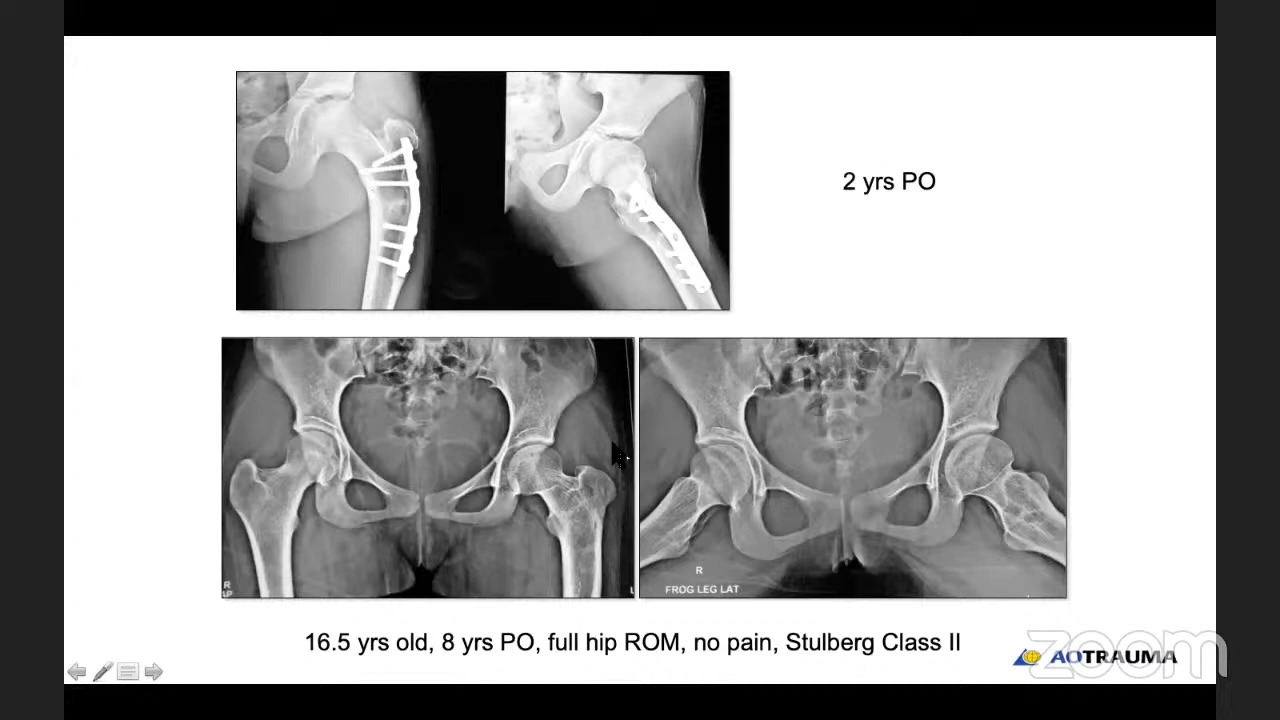 2 yrs PO
R
1P
L
R
FROG LEG LAT
16.5 yrs old, 8 yrs PO, full hip ROM, no pain, Stulberg Class II
AOTRAUMA
zoom